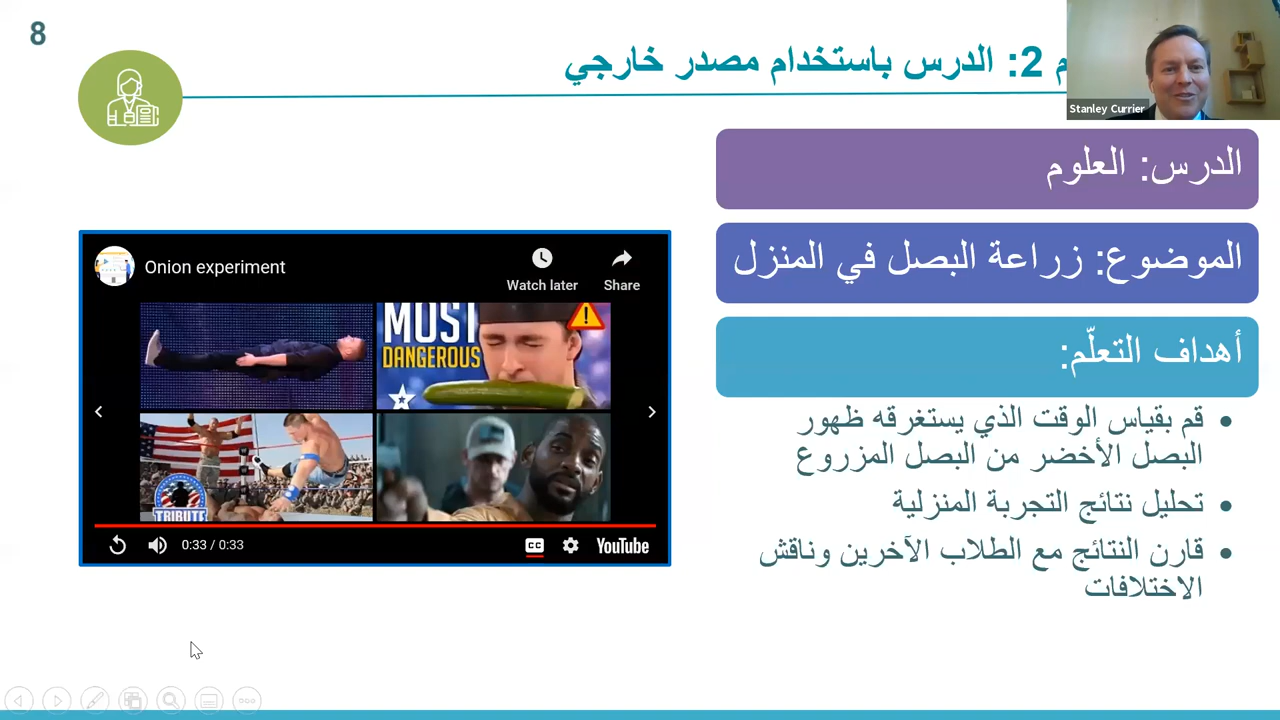 8
م 2: الدرس باستخدام مصدر خارجي
Stanley Currier
الدرس: العلوم
الموضوع: زراعة البصل في المنزل
أهداف التعلّم:
• قم بقياس الوقت الذي يستغرقه ظهور
البصل الأخضر من البصل المزروع
• تحليل نتائج التجربة المنزلية
• قارن النتائج مع الطلاب الآخرين وناقش
الاختلافات
Onion experiment
Watch later
Share
MOST
DANGEROUS
TRIBUTE
0:33 / 0:33
CC
YouTube